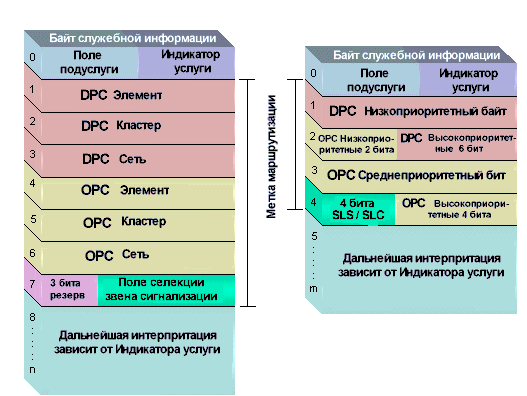 Байт служебной информации
0
Поле
подуслуги
Индикатор
услуги
1
DPC Элемент
2
DPC Кластер
3
DPC Сеть
4
OPC Элемент
5
OPC Кластер
6
OPC Сеть
7
3 бита
резерв
Поле селекции
звена сигнализации
8
:
:
:
n
Дальнейшая интерпритация
зависит от Индикатора услуги
Метка маршрутизации
Байт служебной информации
0
Поле
подуслуги
Индикатор
услуги
1
DPC Низкоприоритетный байт
2
OPC Низкоприо-
ритетные 2 бита
DPC Высокоприоритет-
ные 6 бит
3
OPC Среднеприоритетный бит
4
4 бита
SLS / SLC
OPC Высокоприори-
тетные 4 бита
5
:
:
m
Дальнейшая интерпритация
зависит от Индикатора услуги